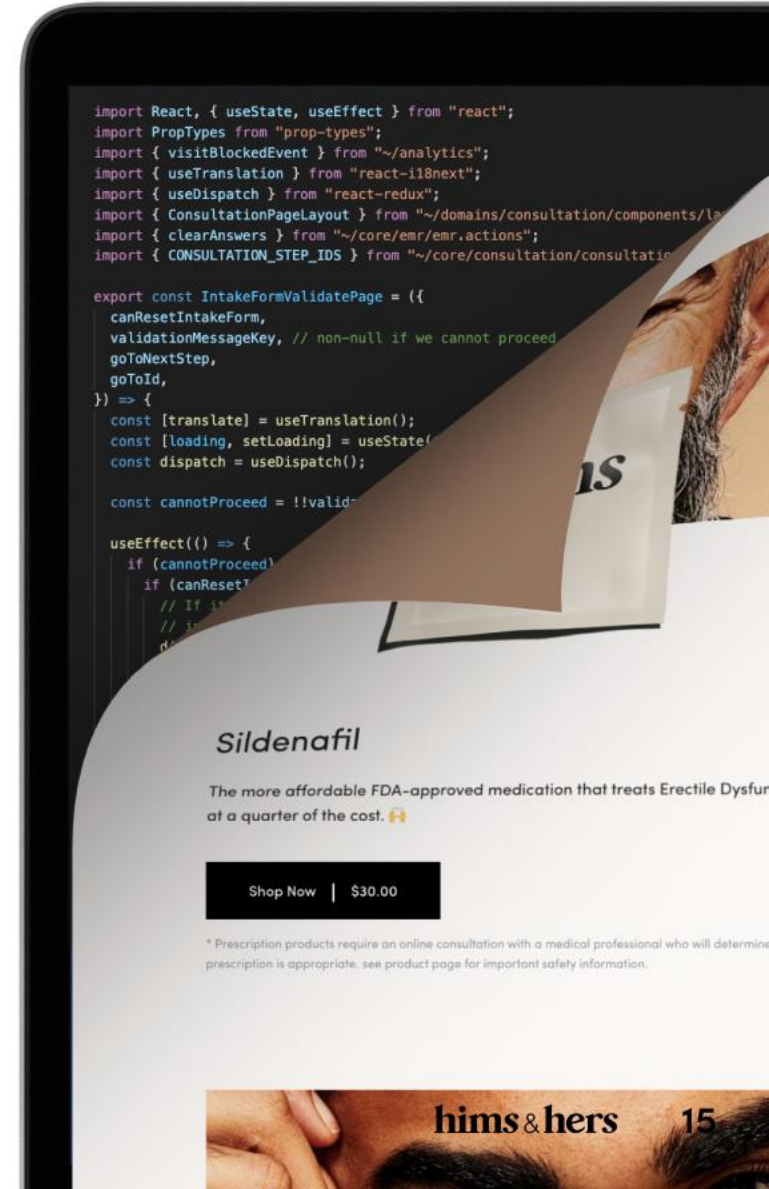 import React, { useState, useEffect } from "react";
import PropTypes from "prop-types";
import { visitBlockedEvent } from "~/analytics";
import { useTranslation } from "react-i18next";
import { useDispatch } from "react-redux";
import { ConsultationPageLayout } from "~/domains/consultation/components/la
import { clearAnswers } from "~/core/emr/emr.actions";
import { CONSULTATION_STEP_IDS } from "~/core/consultation/consultatio
export const IntakeFormValidatePage = ({
canResetIntakeForm,
validationMessageKey, // non-null if we cannot proceed
goToNextStep,
goToId,
}) => {
const [translate] = useTranslation();
const [loading, setLoading] = useState(
const dispatch = useDispatch();
const cannotProceed = !!valid
useEffect(() => {
if (cannotProceed)
if (canResetI
// If it
// in
d
ms
Sildenafil
The more affordable FDA-approved medication that treats Erectile Dysfun
at a quarter of the cost. 🙌
Shop Now | $30.00
* Prescription products require an online consultation with a medical professional who will determine
prescription is appropriate. see product page for important safety information.
hims & hers 15